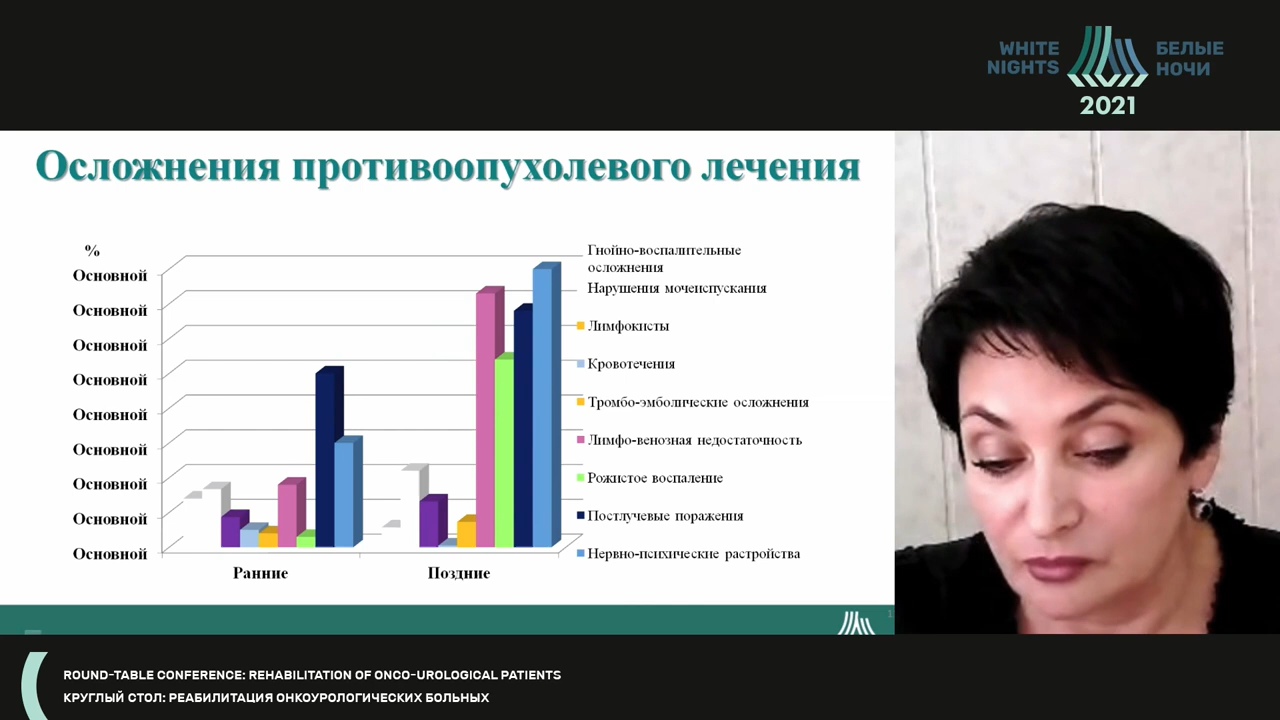 WHITE
NIGHTS
БЕЛЫЕ
НОЧИ
2021
Осложнения противоопухолевого лечения
%
Основной
Основной
Основной
Основной
Основной
Основной
Основной
Основной
Основной
Ранние
Поздние
Гнойно-воспалительные
осложнения
Нарушения мочеиспускания
Лимфокисты
Кровотечения
Тромбо-эмболические осложнения
Лимфо-венозная недостаточность
Рожистое воспаление
Постлучевые поражения
Нервно-психические растройства
ROUND-TABLE CONFERENCE: REHABILITATION OF ONCO-UROLOGICAL PATIENTS
КРУГЛЫЙ СТОЛ: РЕАБИЛИТАЦИЯ ОНКОУРОЛОГИЧЕСКИХ БОЛЬНЫХ